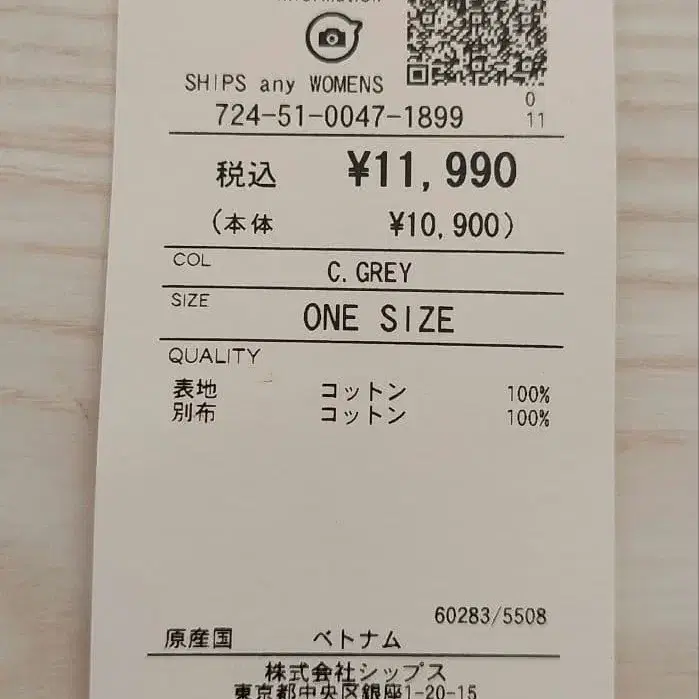 Information
SHIPS any WOMENS
0
724-51-0047-1899 11
税込 ¥11,990
(本体 ¥10,900)
COL C.GREY
SIZE ONE SIZE
QUALITY
表地 コットン 100%
別布 コットン 100%
60283/5508
原産国 ベトナム
株式会社シップス
東京都中央区銀座1-20-15